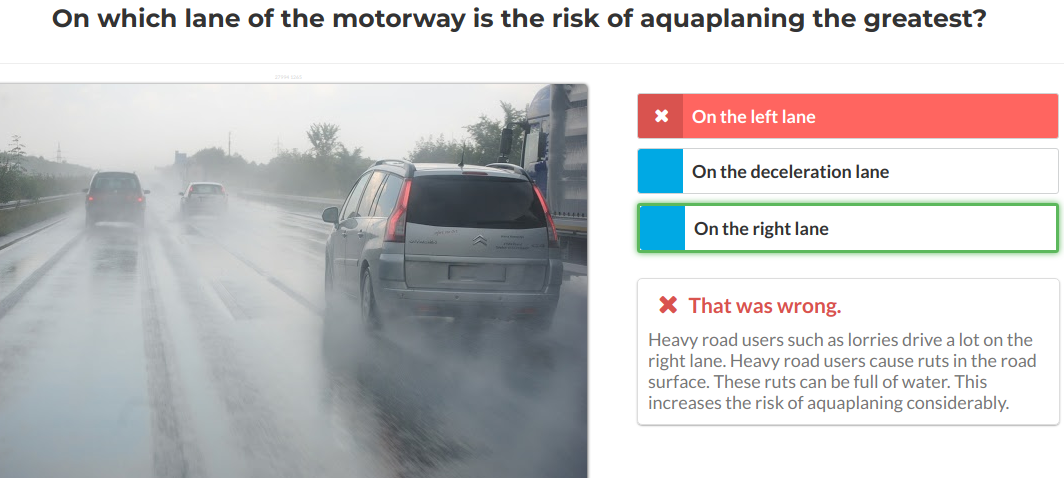 On which lane of the motorway is the risk of aquaplaning the greatest?
On the left lane
On the deceleration lane
On the right lane
That was wrong.
Heavy road users such as lorries drive a lot on the
right lane. Heavy road users cause ruts in the road
surface. These ruts can be full of water. This
increases the risk of aquaplaning considerably.